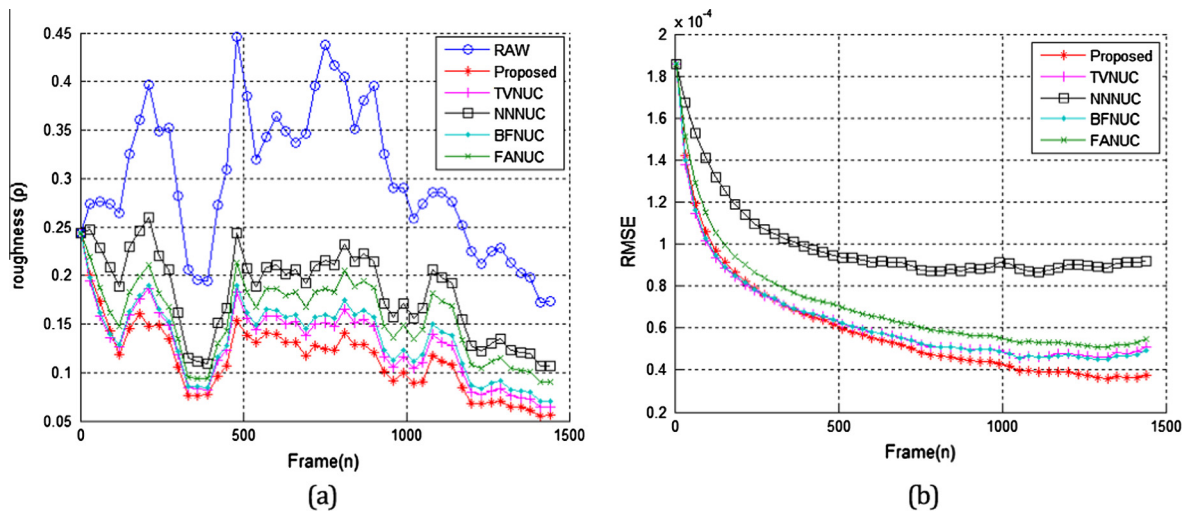 0.45
0.4
0.35
0.3
0.25
0.2
0.15
0.1
0.05
roughness (ρ)
0
500
1000
1500
Frame(n)
RAW
Proposed
TVNUC
NNNUC
BFNUC
FANUC
(a)
x 10⁻⁴
2
1.8
1.6
1.4
1.2
1
0.8
0.6
0.4
0.2
RMSE
0
500
1000
1500
Frame(n)
Proposed
TVNUC
NNNUC
BFNUC
FANUC
(b)